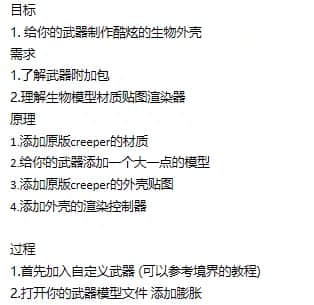 目标
1. 给你的武器制作酷炫的生物外壳
需求
1.了解武器附加包
2.理解生物模型材质贴图渲染器
原理
1.添加原版creeper的材质
2.给你的武器添加一个大一点的模型
3.添加原版creeper的外壳贴图
4.添加外壳的渲染控制器
过程
1.首先加入自定义武器 (可以参考境界的教程)
2.打开你的武器模型文件 添加膨胀